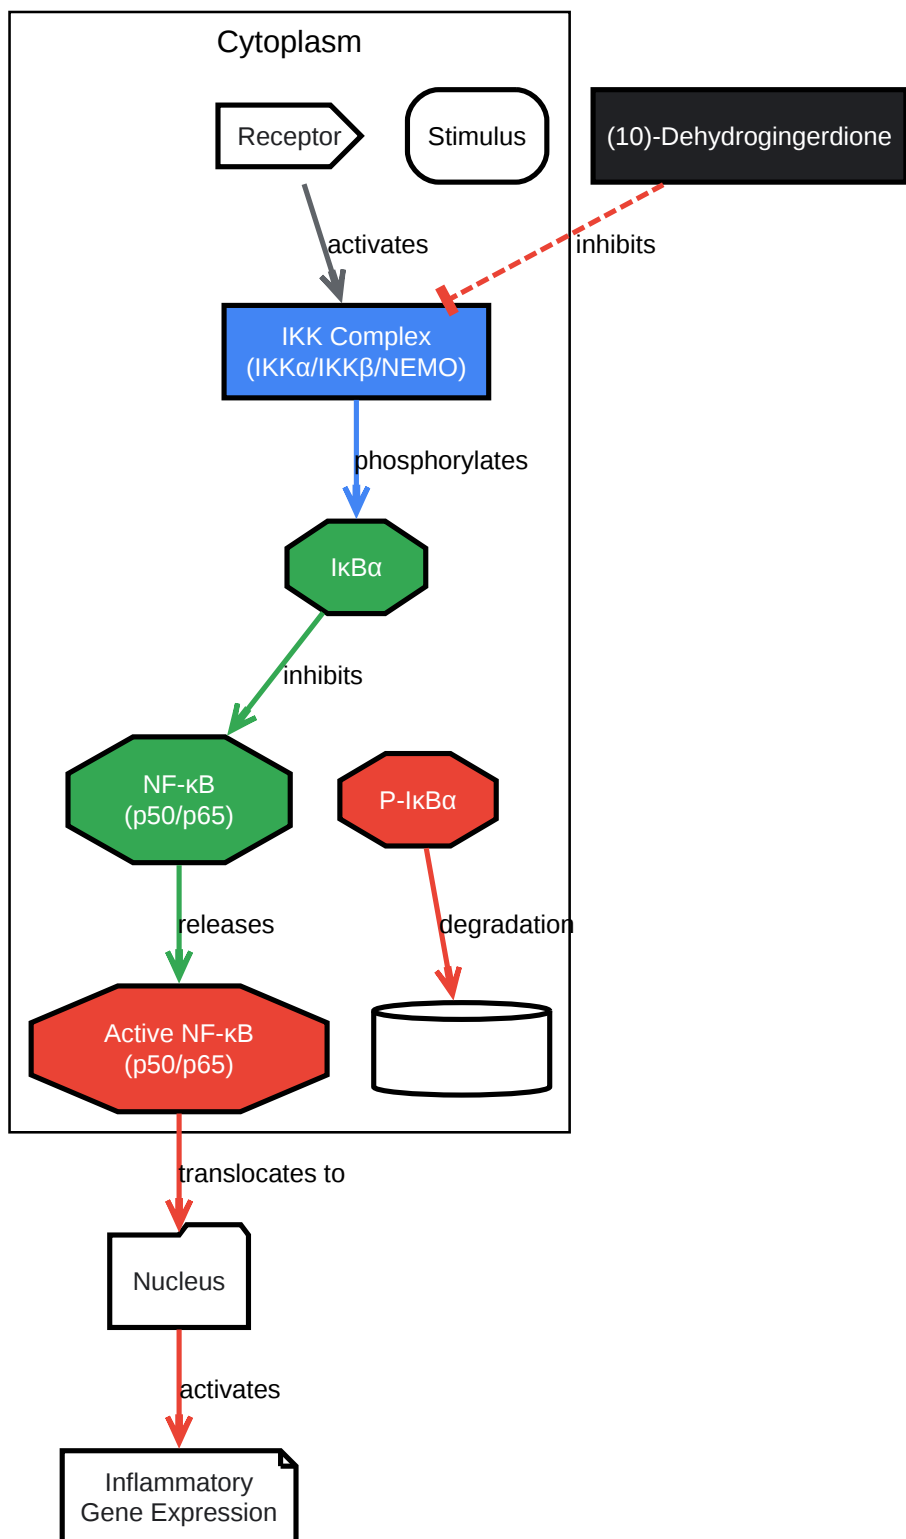 Cytoplasm
Receptor
Stimulus
(10)-Dehydrogingerdione
activates
inhibits
IKK Complex
(IKKα/IKKβ/NEMO)
phosphorylates
IκBα
inhibits
NF-κB
(p50/p65)
P-IκBα
releases
degradation
Active NF-κB
(p50/p65)
translocates to
Nucleus
activates
Inflammatory
Gene Expression